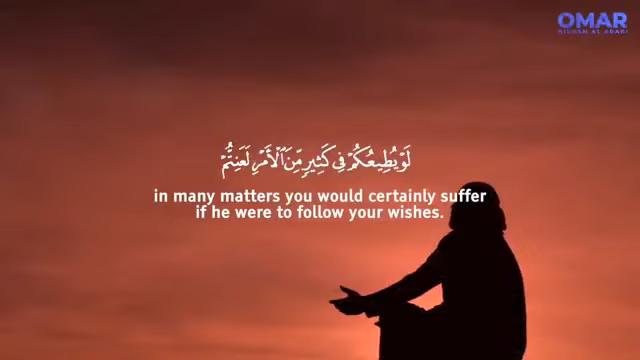 OMAR
HISHAM AL ARABI
لَوْ يُطِيعُكُمْ فِي كَثِيرٍ مِّنَ ٱلْأَمْرِ لَعَنِتُّمْ
in many matters you would certainly suffer
if he were to follow your wishes.